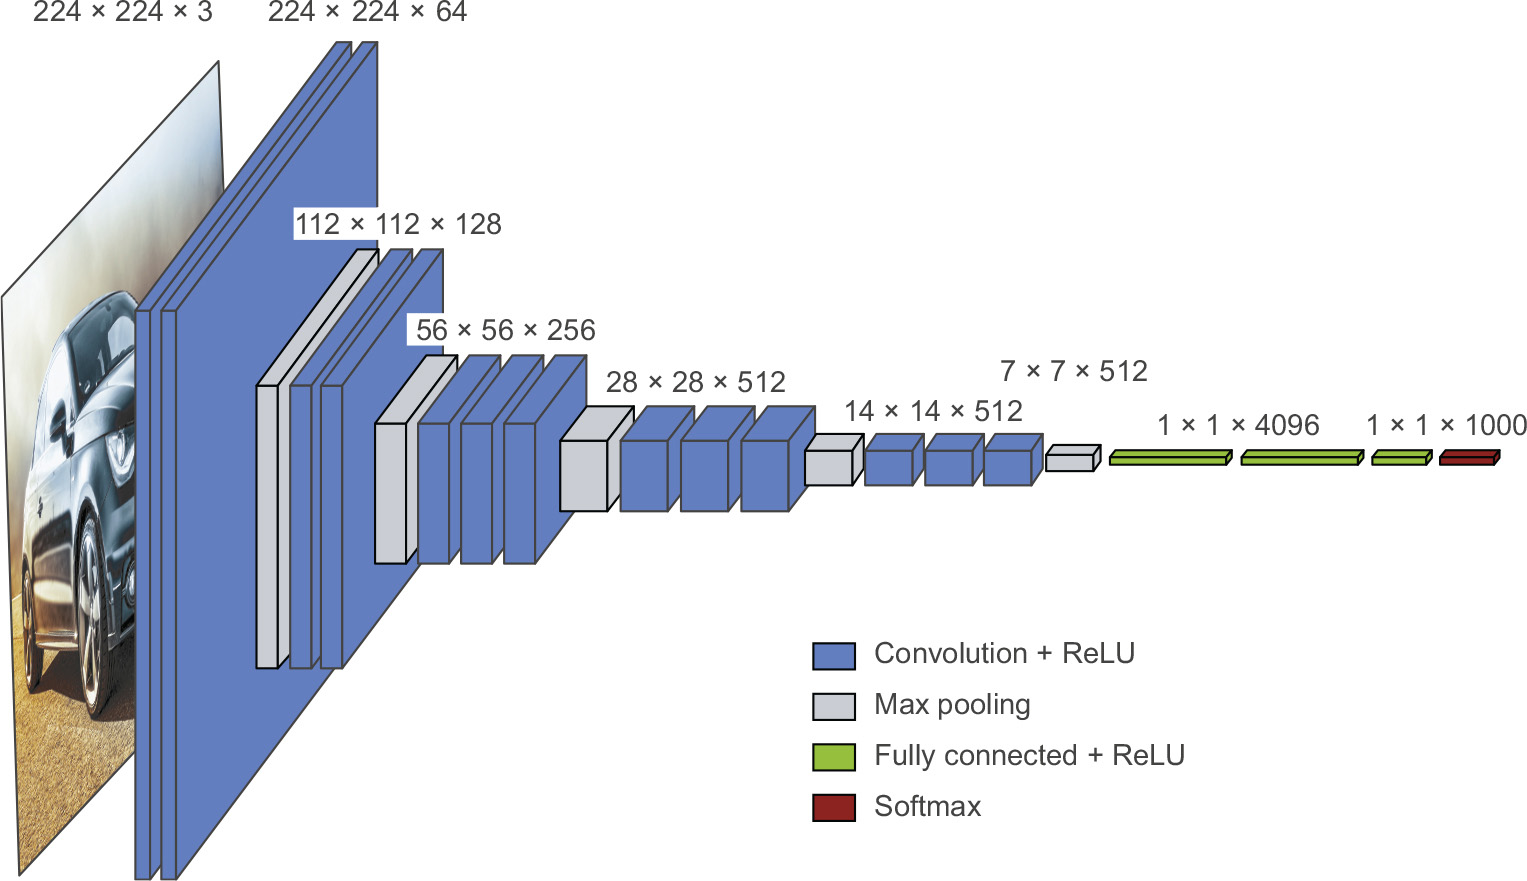 224 × 224 × 3
224 × 224 × 64
112 × 112 × 128
56 × 56 × 256
28 × 28 × 512
14 × 14 × 512
7 × 7 × 512
1 × 1 × 4096
1 × 1 × 1000
Convolution + ReLU
Max pooling
Fully connected + ReLU
Softmax